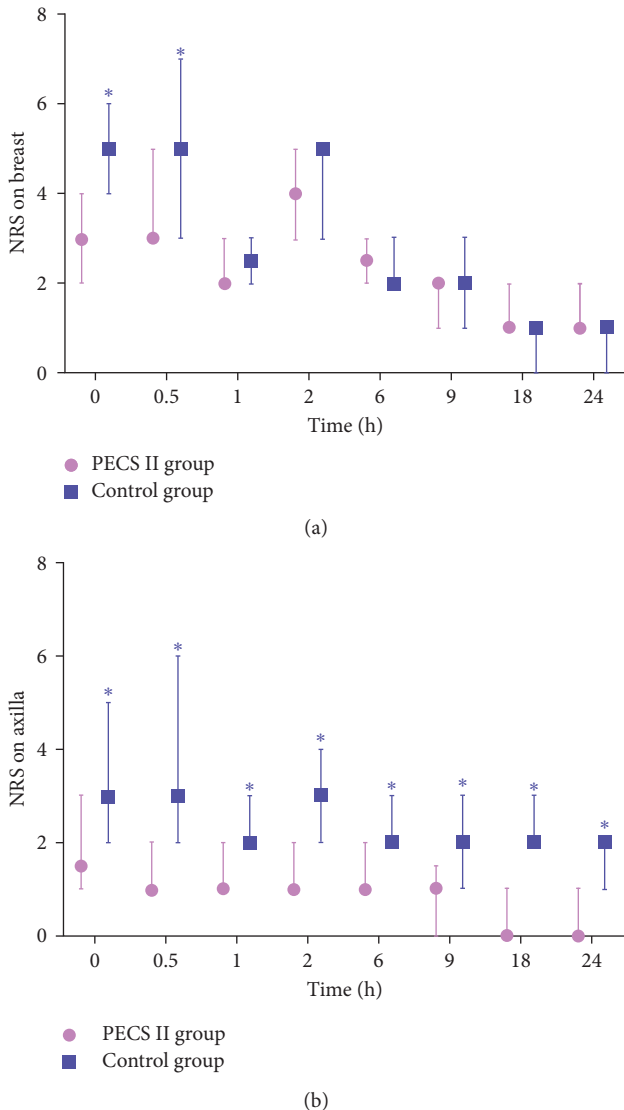 8
6
4
2
0
NRS on breast
* *
0 0.5 1 2 6 9 18 24
Time (h)
PECS II group
Control group
(a)
8
6
4
2
0
NRS on axilla
* * * * * * * *
0 0.5 1 2 6 9 18 24
Time (h)
PECS II group
Control group
(b)